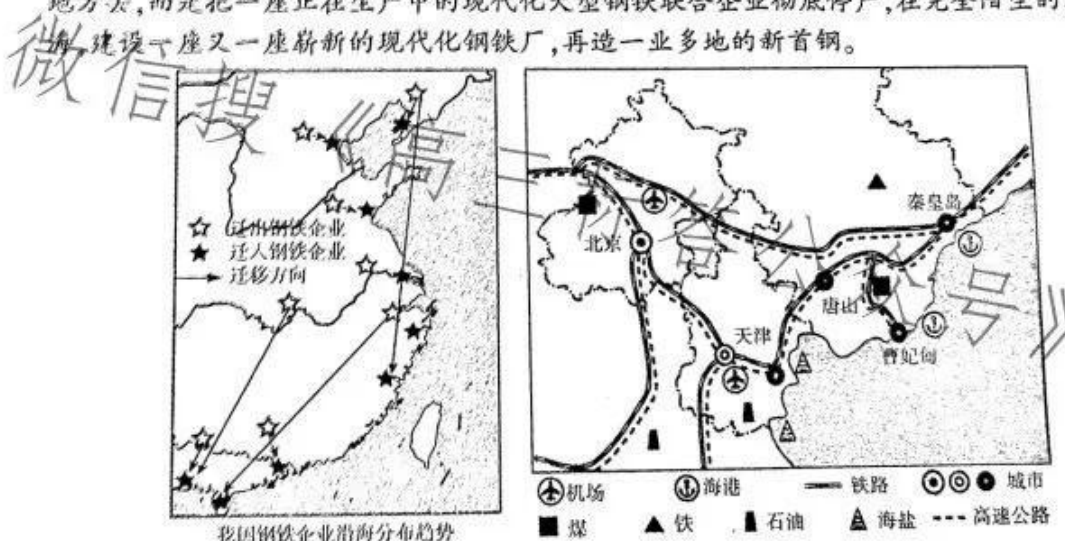 而是把一座正在生产中的现代化大型钢铁联合企业彻底停产,在完全陌生的
建设一座又一座崭新的现代化钢铁厂,再造一业多地的新首钢。
微信搜《高
号》
迁出钢铁企业
迁入钢铁企业
迁移方向
我国钢铁企业沿海分布趋势
秦皇岛
北京
唐山
天津
曹妃甸
机场
海港
铁路
城市
煤
铁
石油
海盐
高速公路